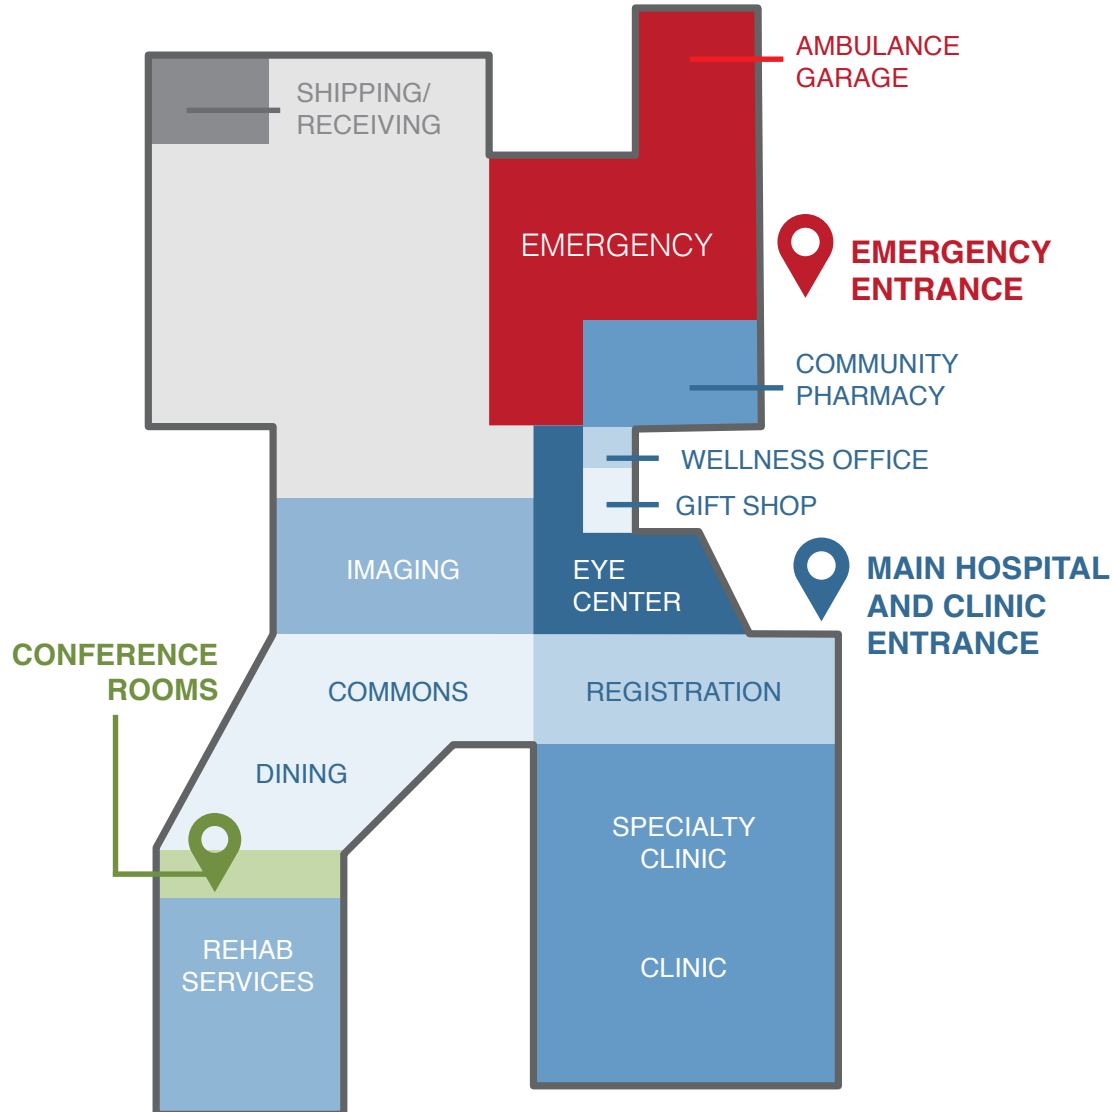 AMBULANCE
GARAGE
SHIPPING/
RECEIVING
EMERGENCY
EMERGENCY
ENTRANCE
COMMUNITY
PHARMACY
WELLNESS OFFICE
GIFT SHOP
IMAGING
EYE
CENTER
MAIN HOSPITAL
AND CLINIC
ENTRANCE
CONFERENCE
ROOMS
COMMONS
REGISTRATION
DINING
SPECIALTY
CLINIC
REHAB
SERVICES
CLINIC